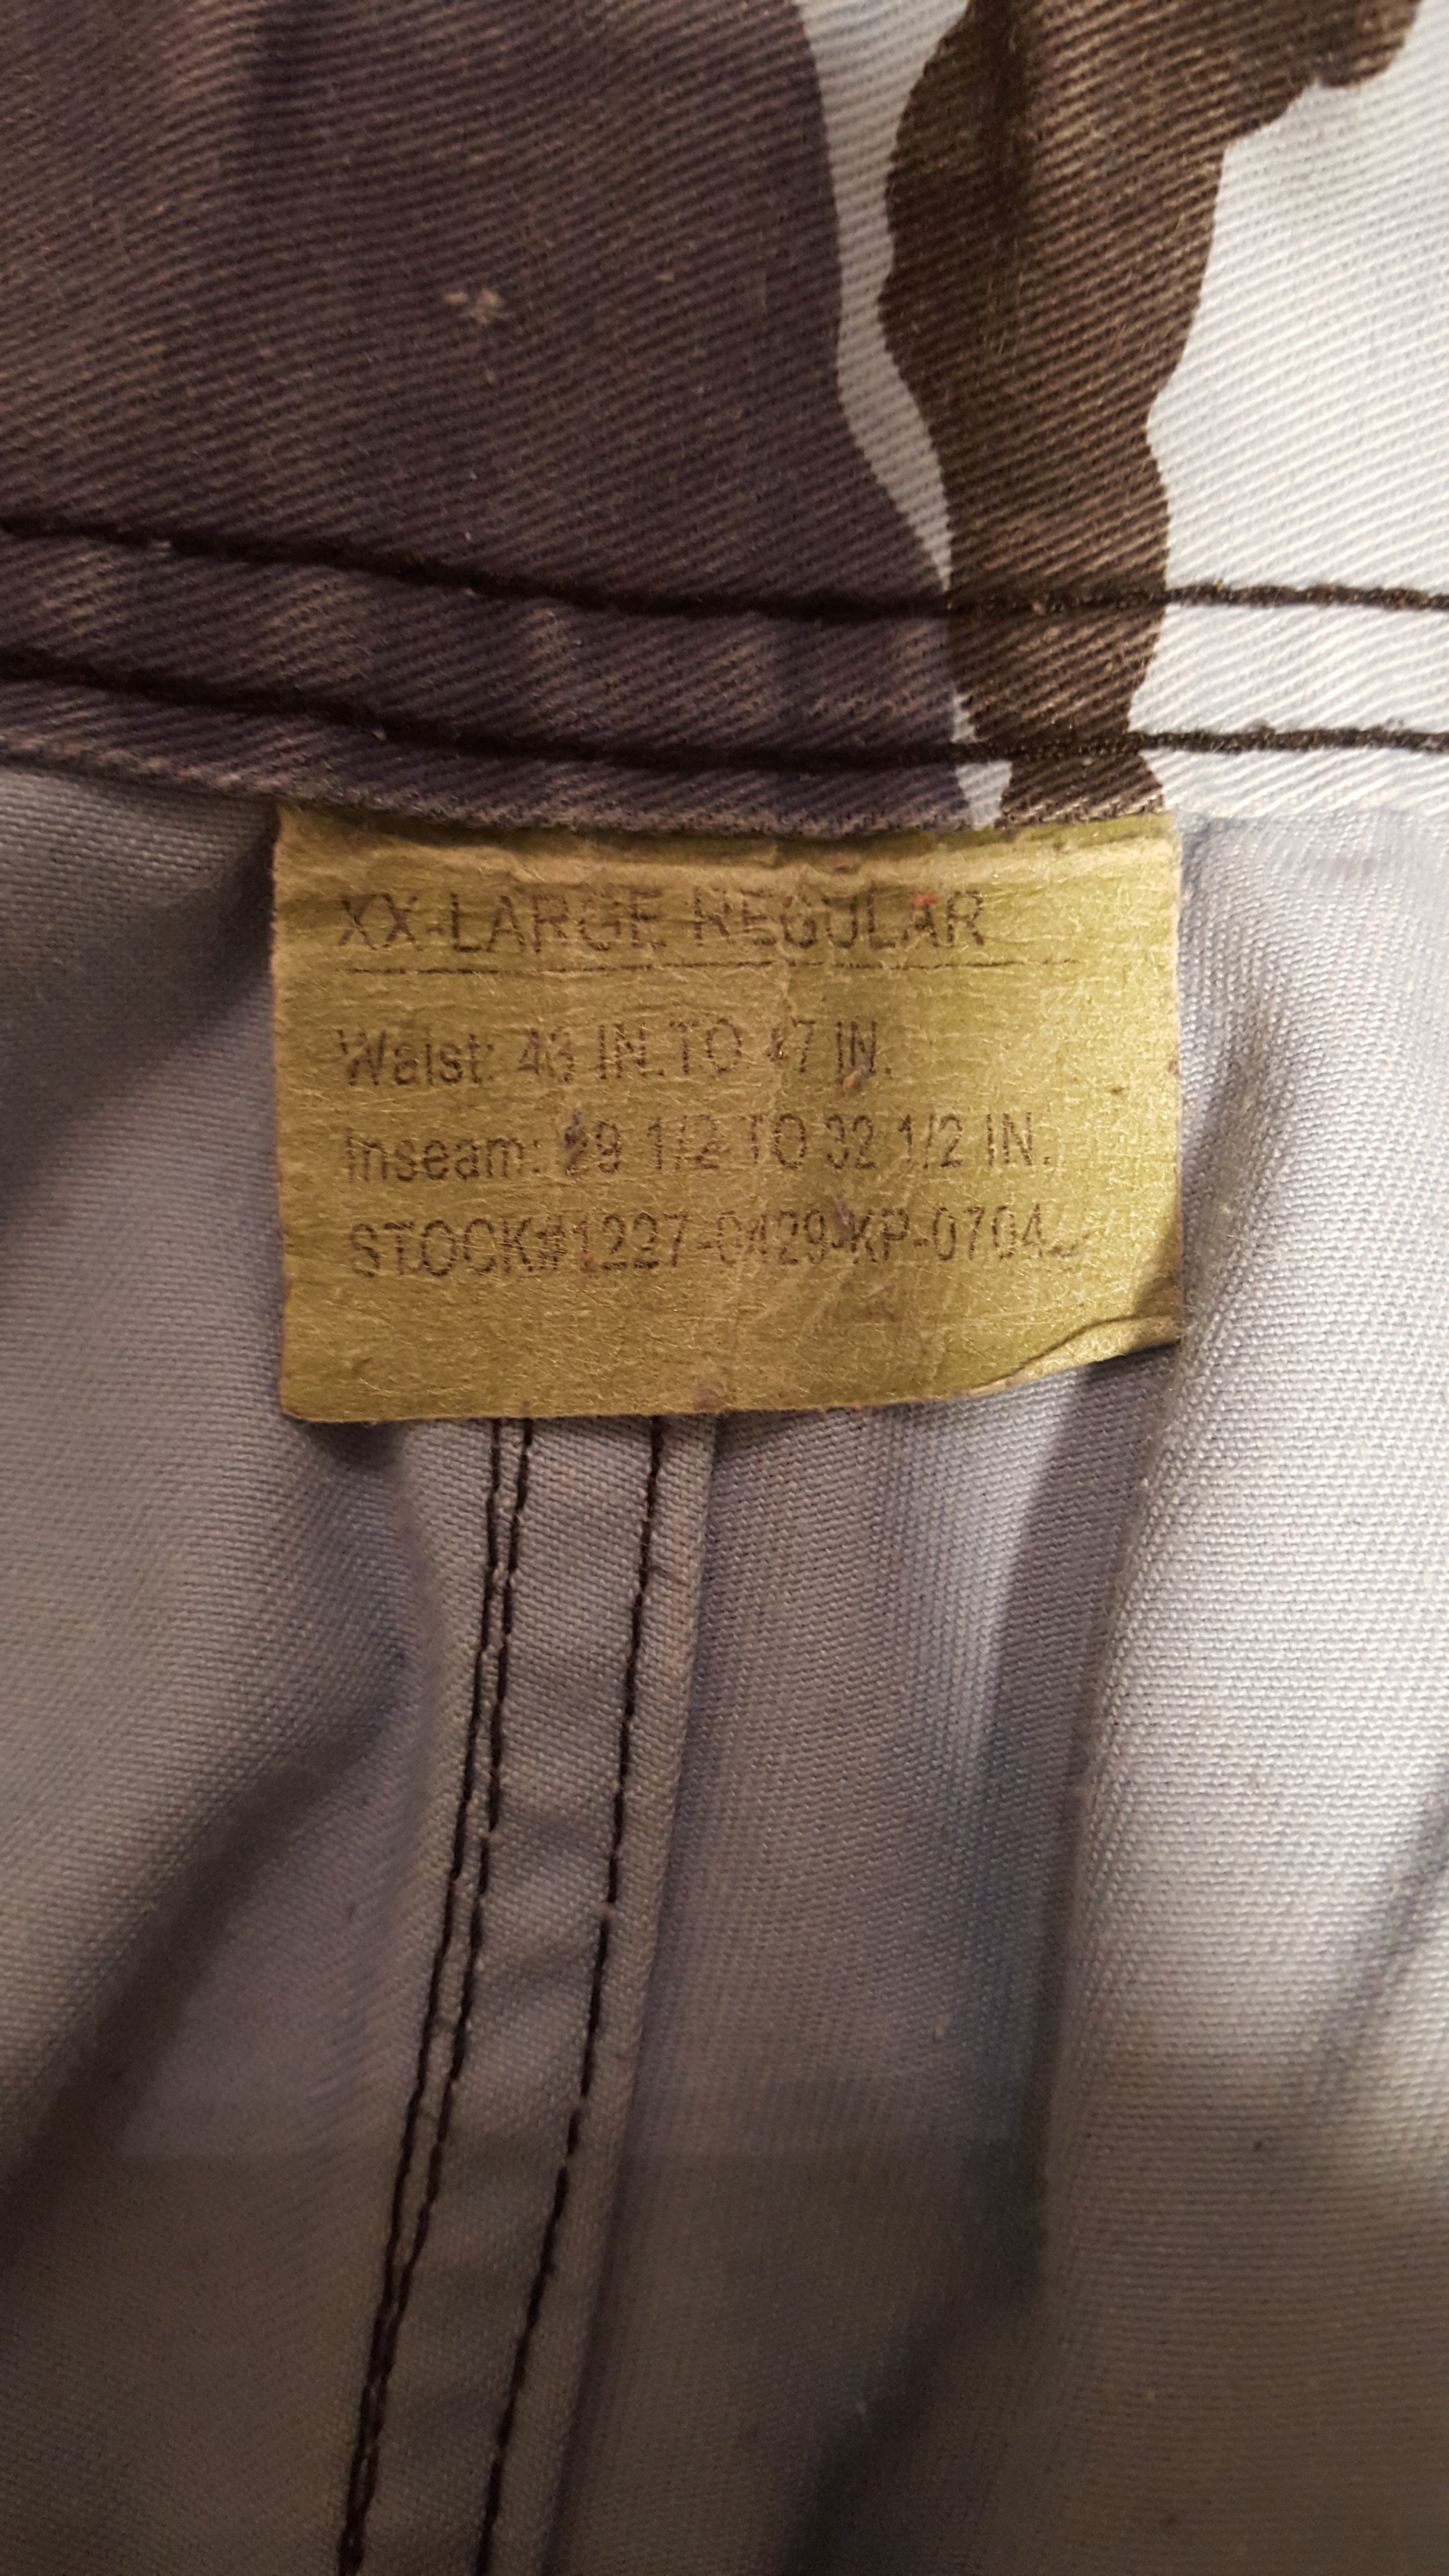 XX-LARGE REGULAR
Waist: 43 IN. TO 47 IN.
Inseam: 29 1/2 TO 32 1/2 IN.
STOCK#1227-0429-KP-0704